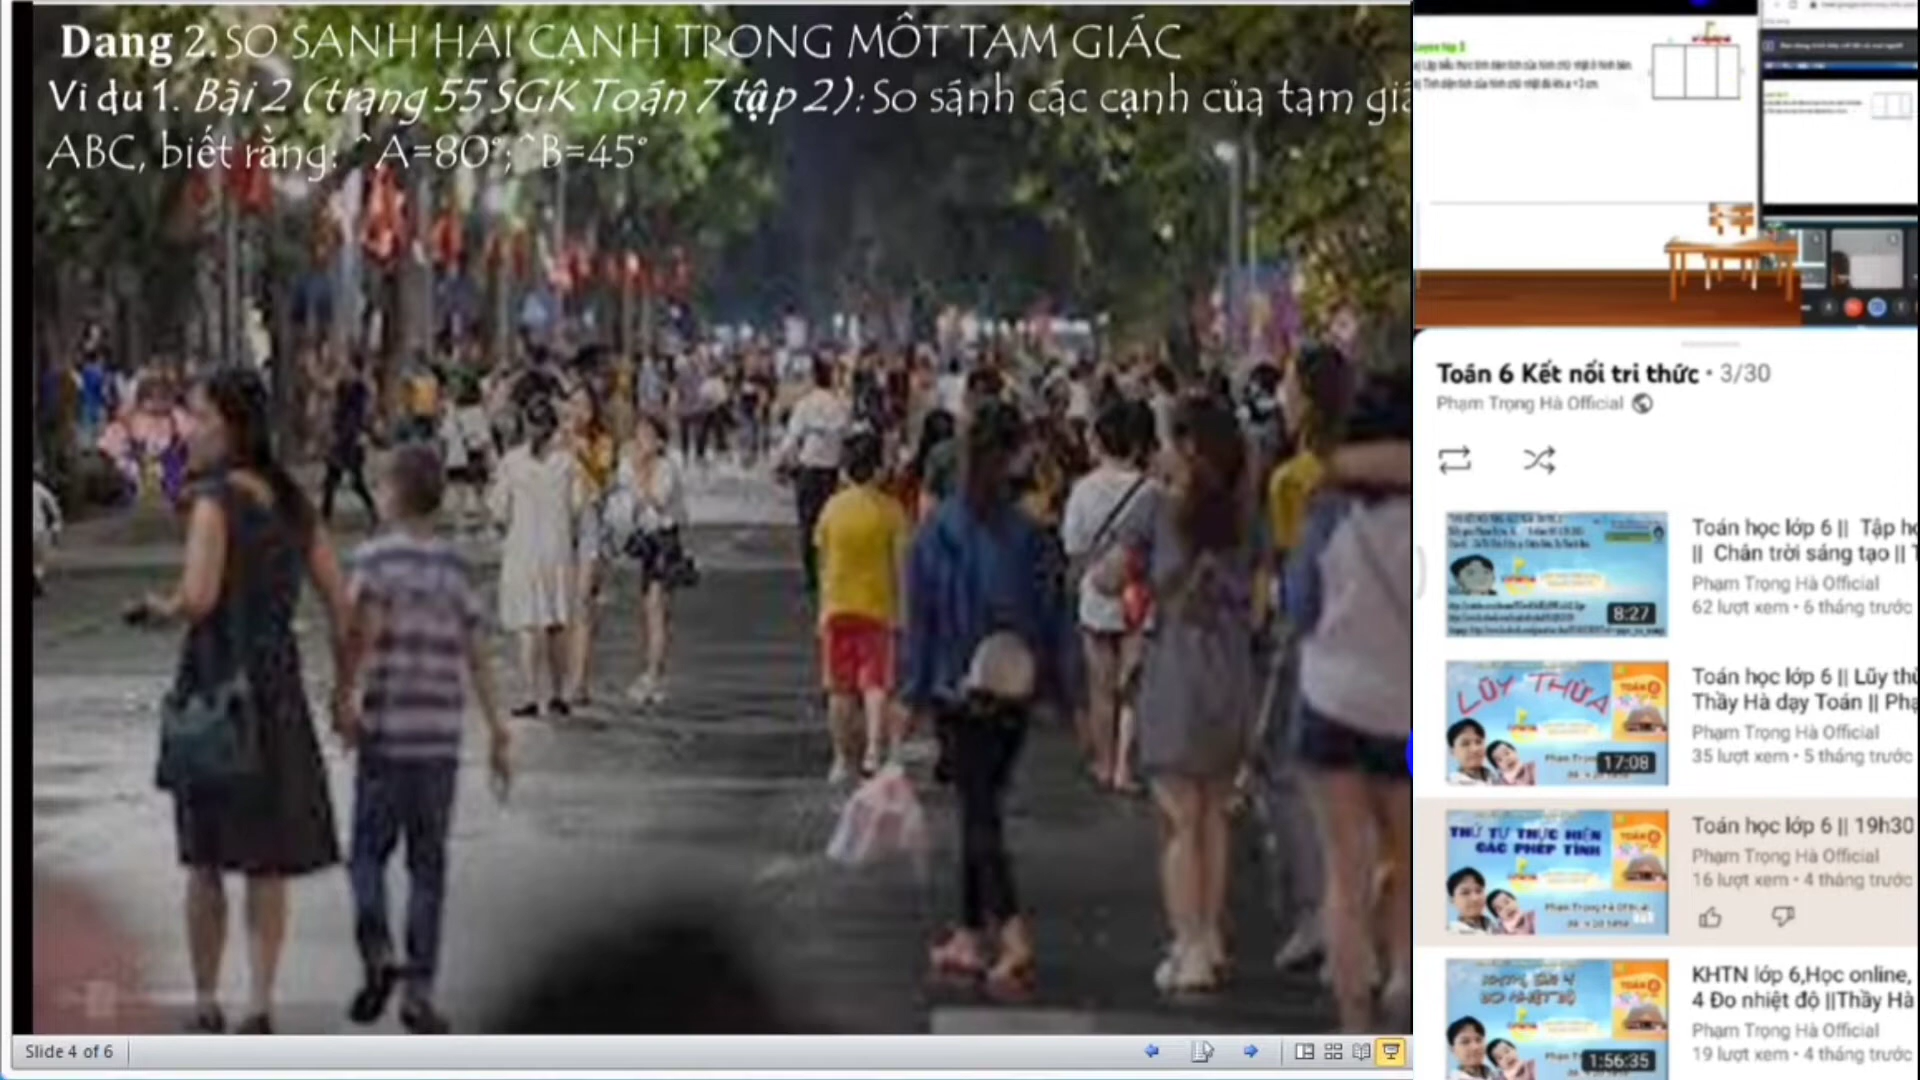 Dạng 2. SO SÁNH HAI CẠNH TRONG MỘT TAM GIÁC
Ví dụ 1. Bài 2 (trang 55 SGK Toán 7 tập 2): So sánh các cạnh của tam giá
ABC, biết rằng: ^A=80°;^B=45°
Slide 4 of 6
Toán 6 Kết nối tri thức • 3/30
Phạm Trọng Hà Official
Toán học lớp 6 || Tập h
|| Chân trời sáng tạo ||
Phạm Trọng Hà Official
62 lượt xem • 6 tháng trước
8:27
LŨY THỪA
17:08
Toán học lớp 6 || Lũy th
Thầy Hà dạy Toán || Phạ
Phạm Trọng Hà Official
35 lượt xem • 5 tháng trước
THỨ TỰ THỰC HIỆN
CÁC PHÉP TÍNH
Toán học lớp 6 || 19h30
Phạm Trọng Hà Official
16 lượt xem • 4 tháng trước
1:56:35
KHTN lớp 6,Học online,
4 Đo nhiệt độ ||Thầy Hà
Phạm Trọng Hà Official
19 lượt xem • 4 tháng trước